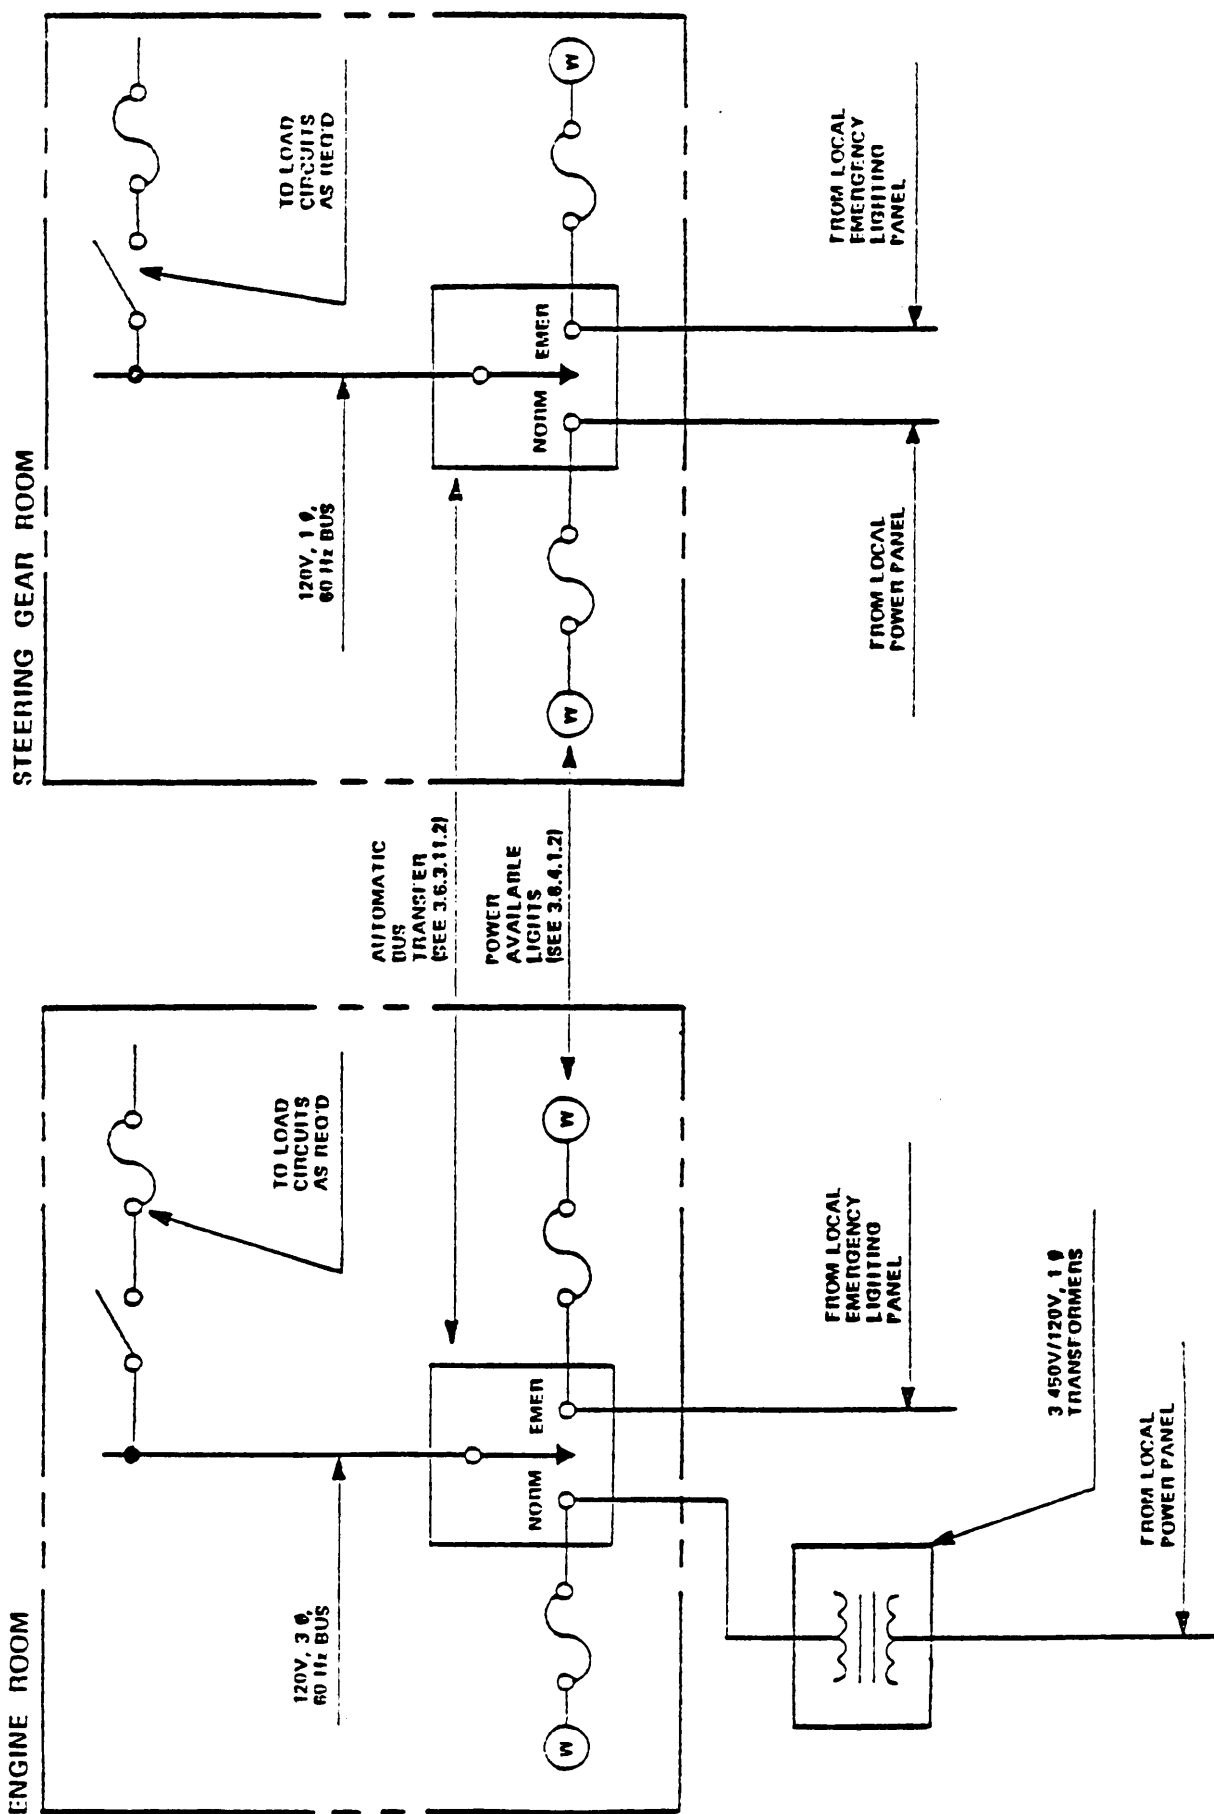 ENGINE ROOM
120V, 3 Ø,
60 Hz BUS
TO LOAD
CIRCUITS
AS REQ'D
NORM
EMER
W
W
FROM LOCAL
EMERGENCY
LIGHTING
PANEL
3 450V/120V, 1 Ø
TRANSFORMERS
FROM LOCAL
POWER PANEL
AUTOMATIC
BUS
TRANSFER
(SEE 3.6.3.11.2)
POWER
AVAILABLE
LIGHTS
(SEE 3.6.4.1.2)
STEERING GEAR ROOM
120V, 1 Ø,
60 Hz BUS
TO LOAD
CIRCUITS
AS REQ'D
NORM
EMER
W
W
FROM LOCAL
POWER PANEL
FROM LOCAL
EMERGENCY
LIGHTING
PANEL